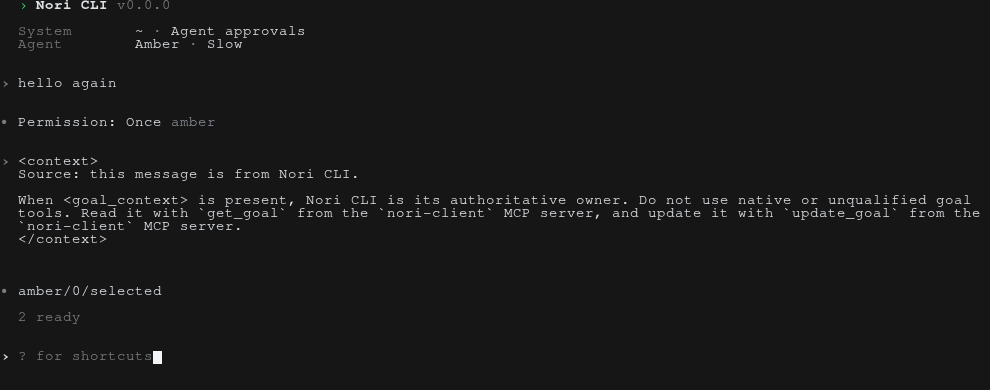 › Nori CLI v0.0.0
System ~ · Agent approvals
Agent Amber · Slow
› hello again
• Permission: Once amber
› <context>
Source: this message is from Nori CLI.
When <goal_context> is present, Nori CLI is its authoritative owner. Do not use native or unqualified goal
tools. Read it with `get_goal` from the `nori-client` MCP server, and update it with `update_goal` from the
`nori-client` MCP server.
</context>
• amber/0/selected
2 ready
› ? for shortcuts